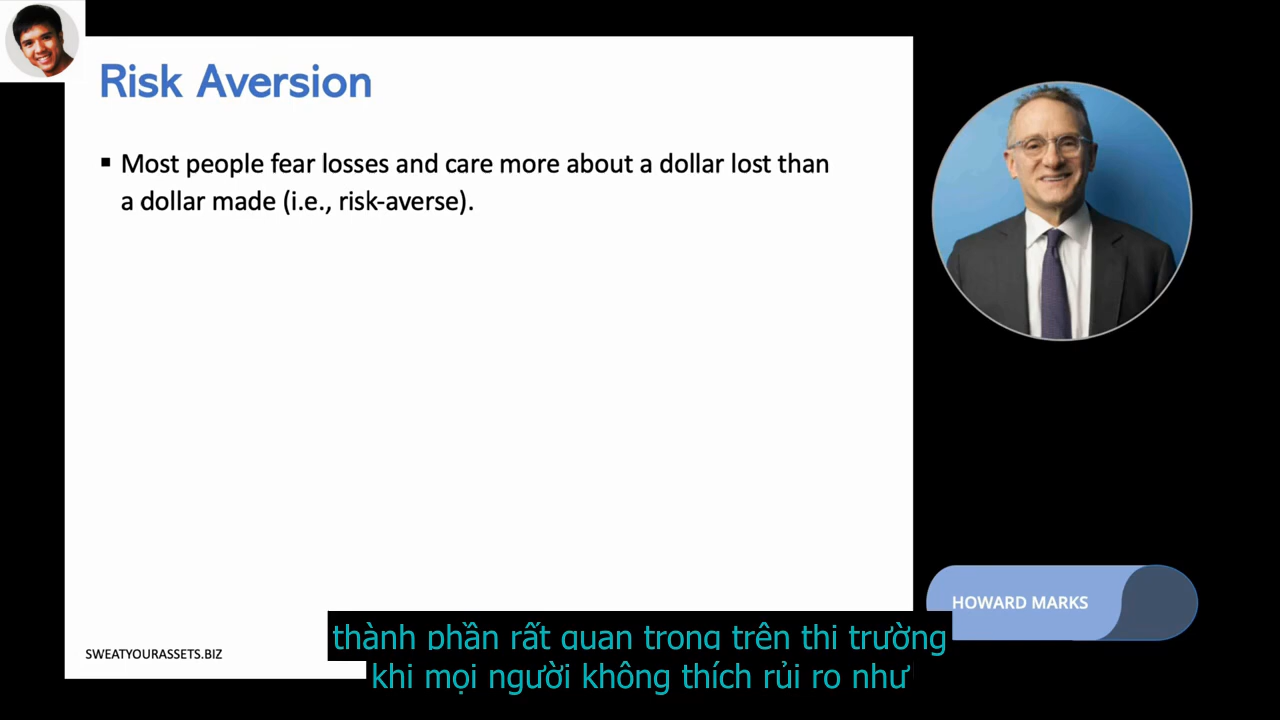 Risk Aversion
▪ Most people fear losses and care more about a dollar lost than
a dollar made (i.e., risk-averse).
HOWARD MARKS
SWEATYOURASSETS.BIZ
thành phần rất quan trọng trên thị trường
khi mọi người không thích rủi ro như